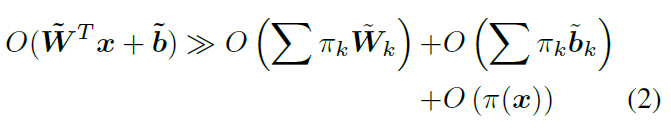 O(W̃ᵀx + b̃) ≫ O(∑ πₖW̃ₖ) +O(∑ πₖb̃ₖ)
+O (π(x)) (2)